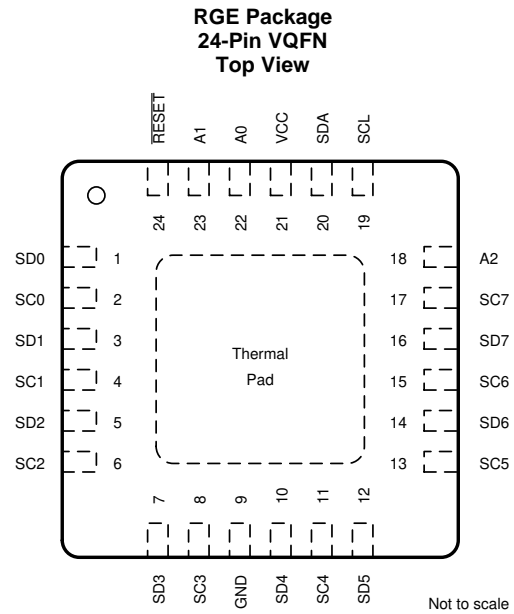 RGE Package
24-Pin VQFN
Top View
RESET
A1
A0
VCC
SDA
SCL
24
23
22
21
20
19
SD0 1
SC0 2
SD1 3
SC1 4
SD2 5
SC2 6
18 A2
17 SC7
16 SD7
15 SC6
14 SD6
13 SC5
Thermal
Pad
7
8
9
10
11
12
SD3
SC3
GND
SD4
SC4
SD5
Not to scale